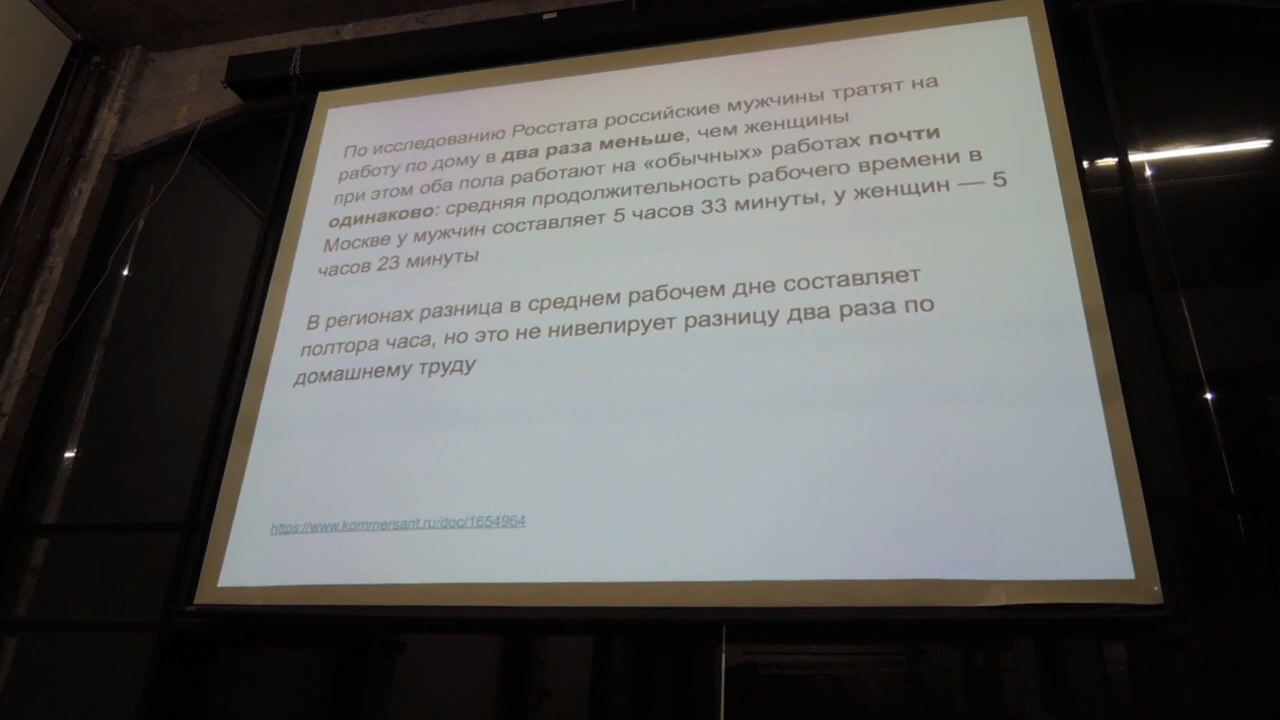 По исследованию Росстата российские мужчины тратят на
работу по дому в два раза меньше, чем женщины
при этом оба пола работают на «обычных» работах почти
одинаково: средняя продолжительность рабочего времени в
Москве у мужчин составляет 5 часов 33 минуты, у женщин — 5
часов 23 минуты
В регионах разница в среднем рабочем дне составляет
полтора часа, но это не нивелирует разницу два раза по
домашнему труду
https://www.kommersant.ru/doc/1654964